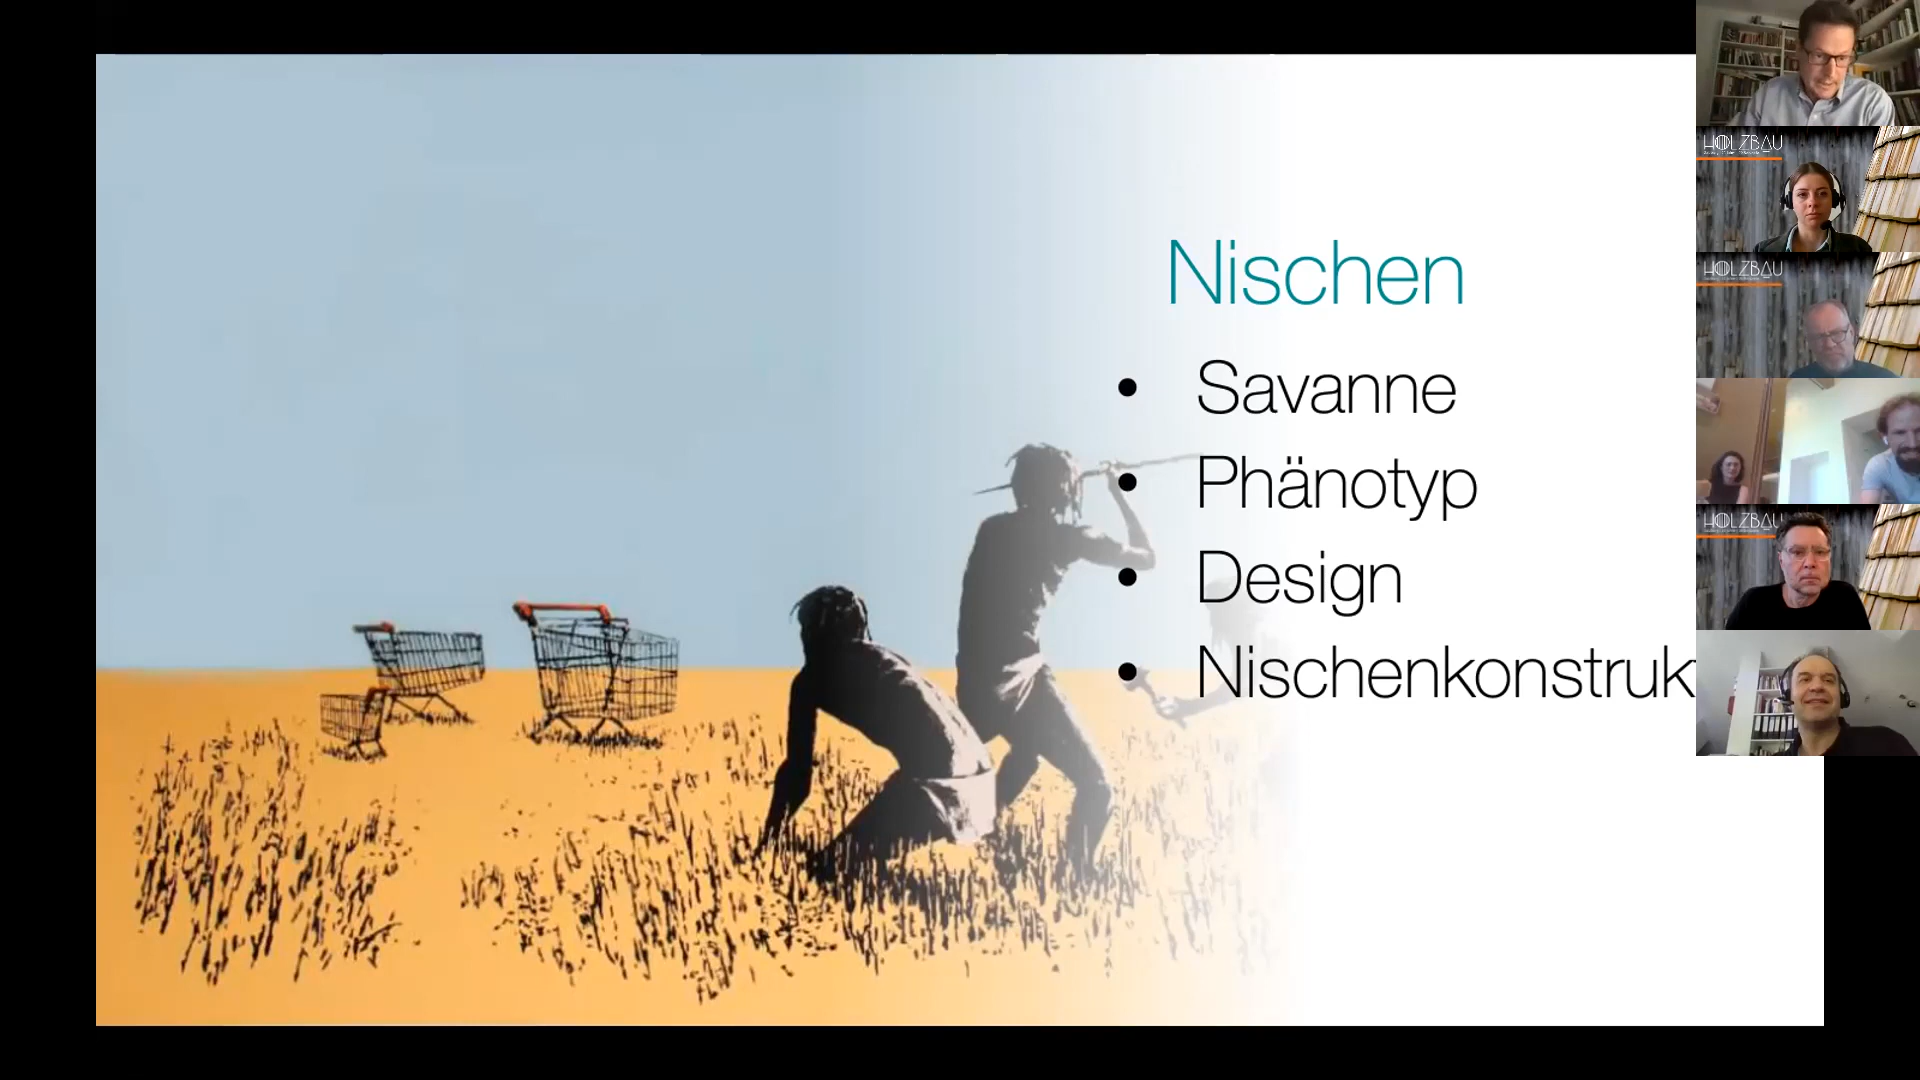 Nischen
• Savanne
• Phänotyp
• Design
• Nischenkonstruk
HOLZBAU
HOLZBAU
HOLZBAU